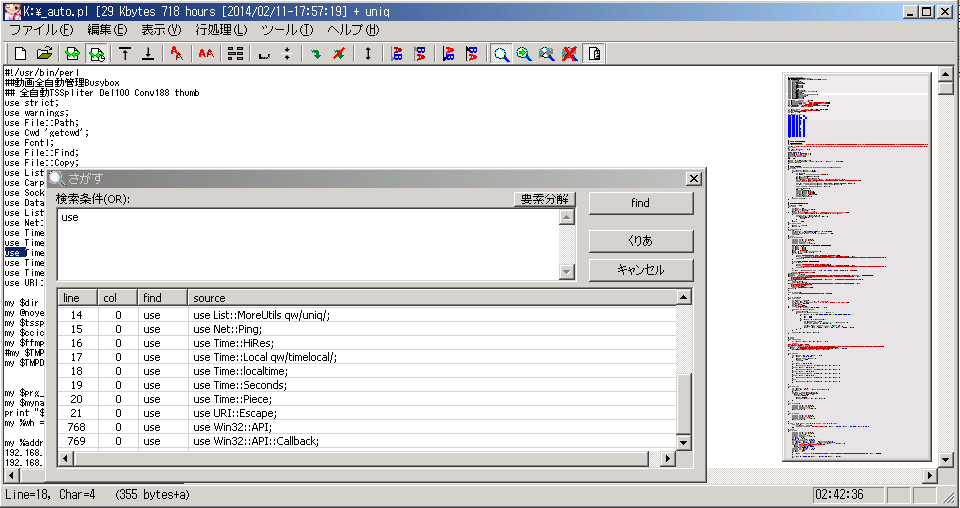 K:¥_auto.pl [29 Kbytes 718 hours [2014/02/11-17:57:19] + uniq
ファイル(F) 編集(E) 表示(V) 行処理(L) ツール(I) ヘルプ(H)
#!/usr/bin/perl
##動画全自動管理Busybox
## 全自動TSSpliter Del100 Conv188 thumb
use strict;
use warnings;
use File::Path;
use Cwd 'getcwd';
use Fcntl;
use File::Find;
use File::Copy;
use List
use Carp
use Sock
use Data
use List
use Net:
use Time
use Time
use Time
use Time
use Time
use URI:
my $dir
my @noye
my $tssp
my $ccic
my $ffmp
#my $TMP
my $TMPD
my $prg_
my $myna
print "$
my %wh =
my %addr
192.168.
192.168.
さがす
検索条件(OR):
要素分解
use
find
くりあ
キャンセル
line col find source
14 0 use use List::MoreUtils qw/uniq/;
15 0 use use Net::Ping;
16 0 use use Time::HiRes;
17 0 use use Time::Local qw/timelocal/;
18 0 use use Time::localtime;
19 0 use use Time::Seconds;
20 0 use use Time::Piece;
21 0 use use URI::Escape;
768 0 use use Win32::API;
769 0 use use Win32::API::Callback;
Line=18, Char=4 (355 bytes+a)
02:42:36